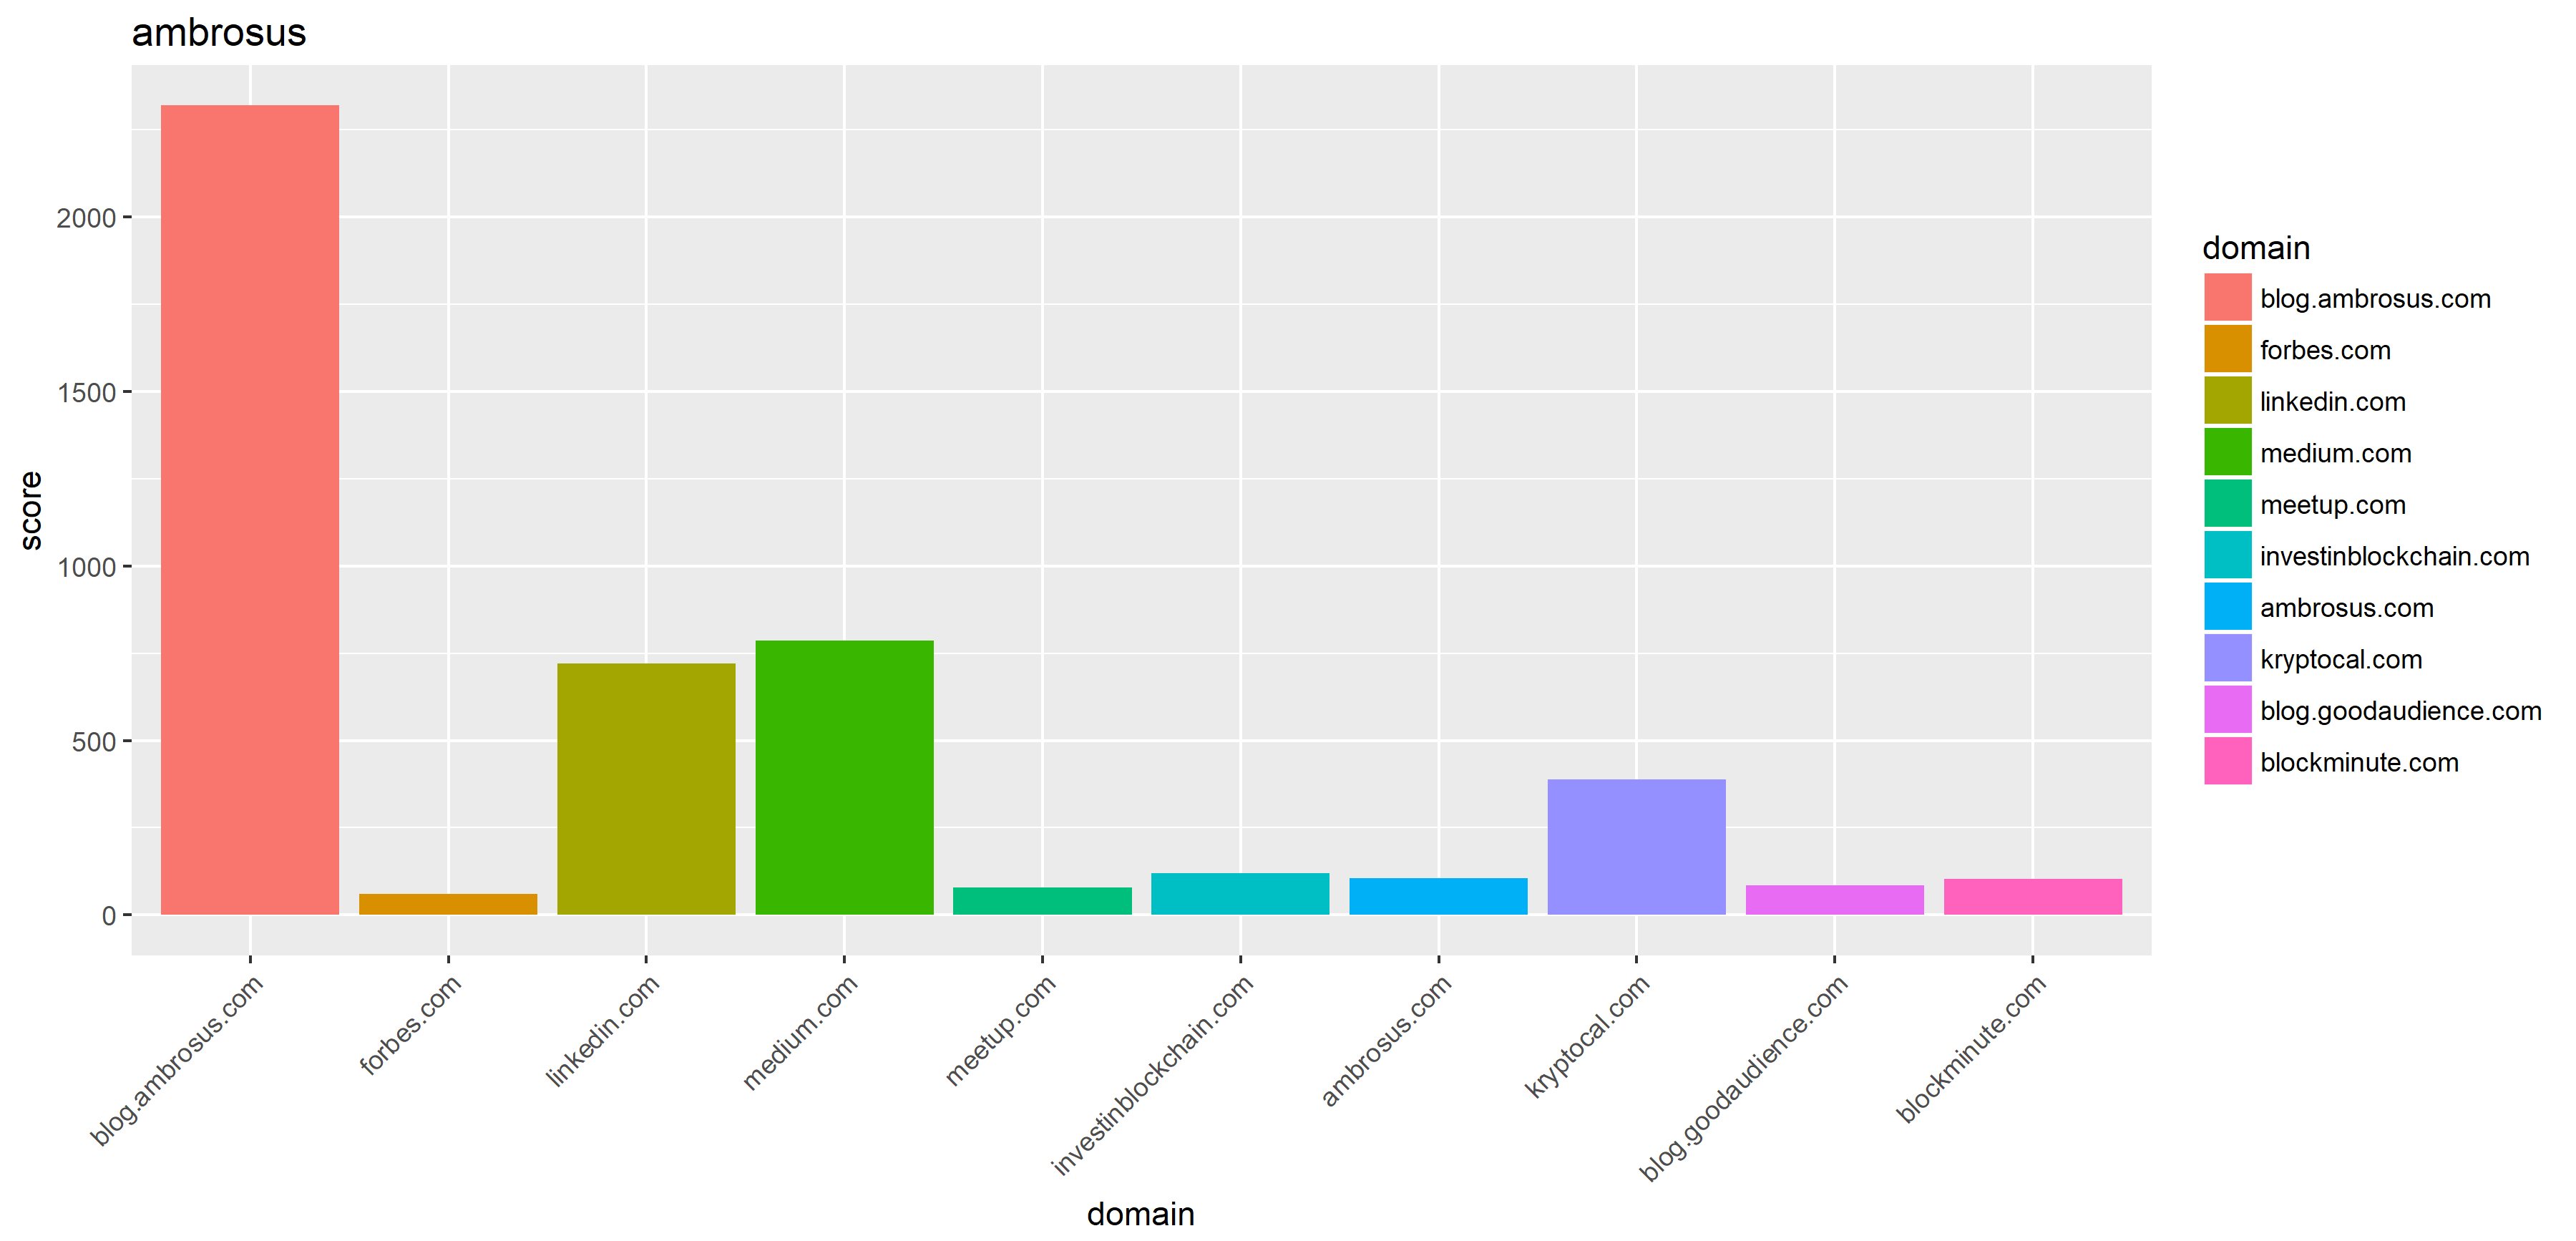 ambrosus
score
2000
1500
1000
500
0
blog.ambrosus.com
forbes.com
linkedin.com
medium.com
meetup.com
investinblockchain.com
ambrosus.com
kryptocal.com
blog.goodaudience.com
blockminute.com
domain
domain
blog.ambrosus.com
forbes.com
linkedin.com
medium.com
meetup.com
investinblockchain.com
ambrosus.com
kryptocal.com
blog.goodaudience.com
blockminute.com